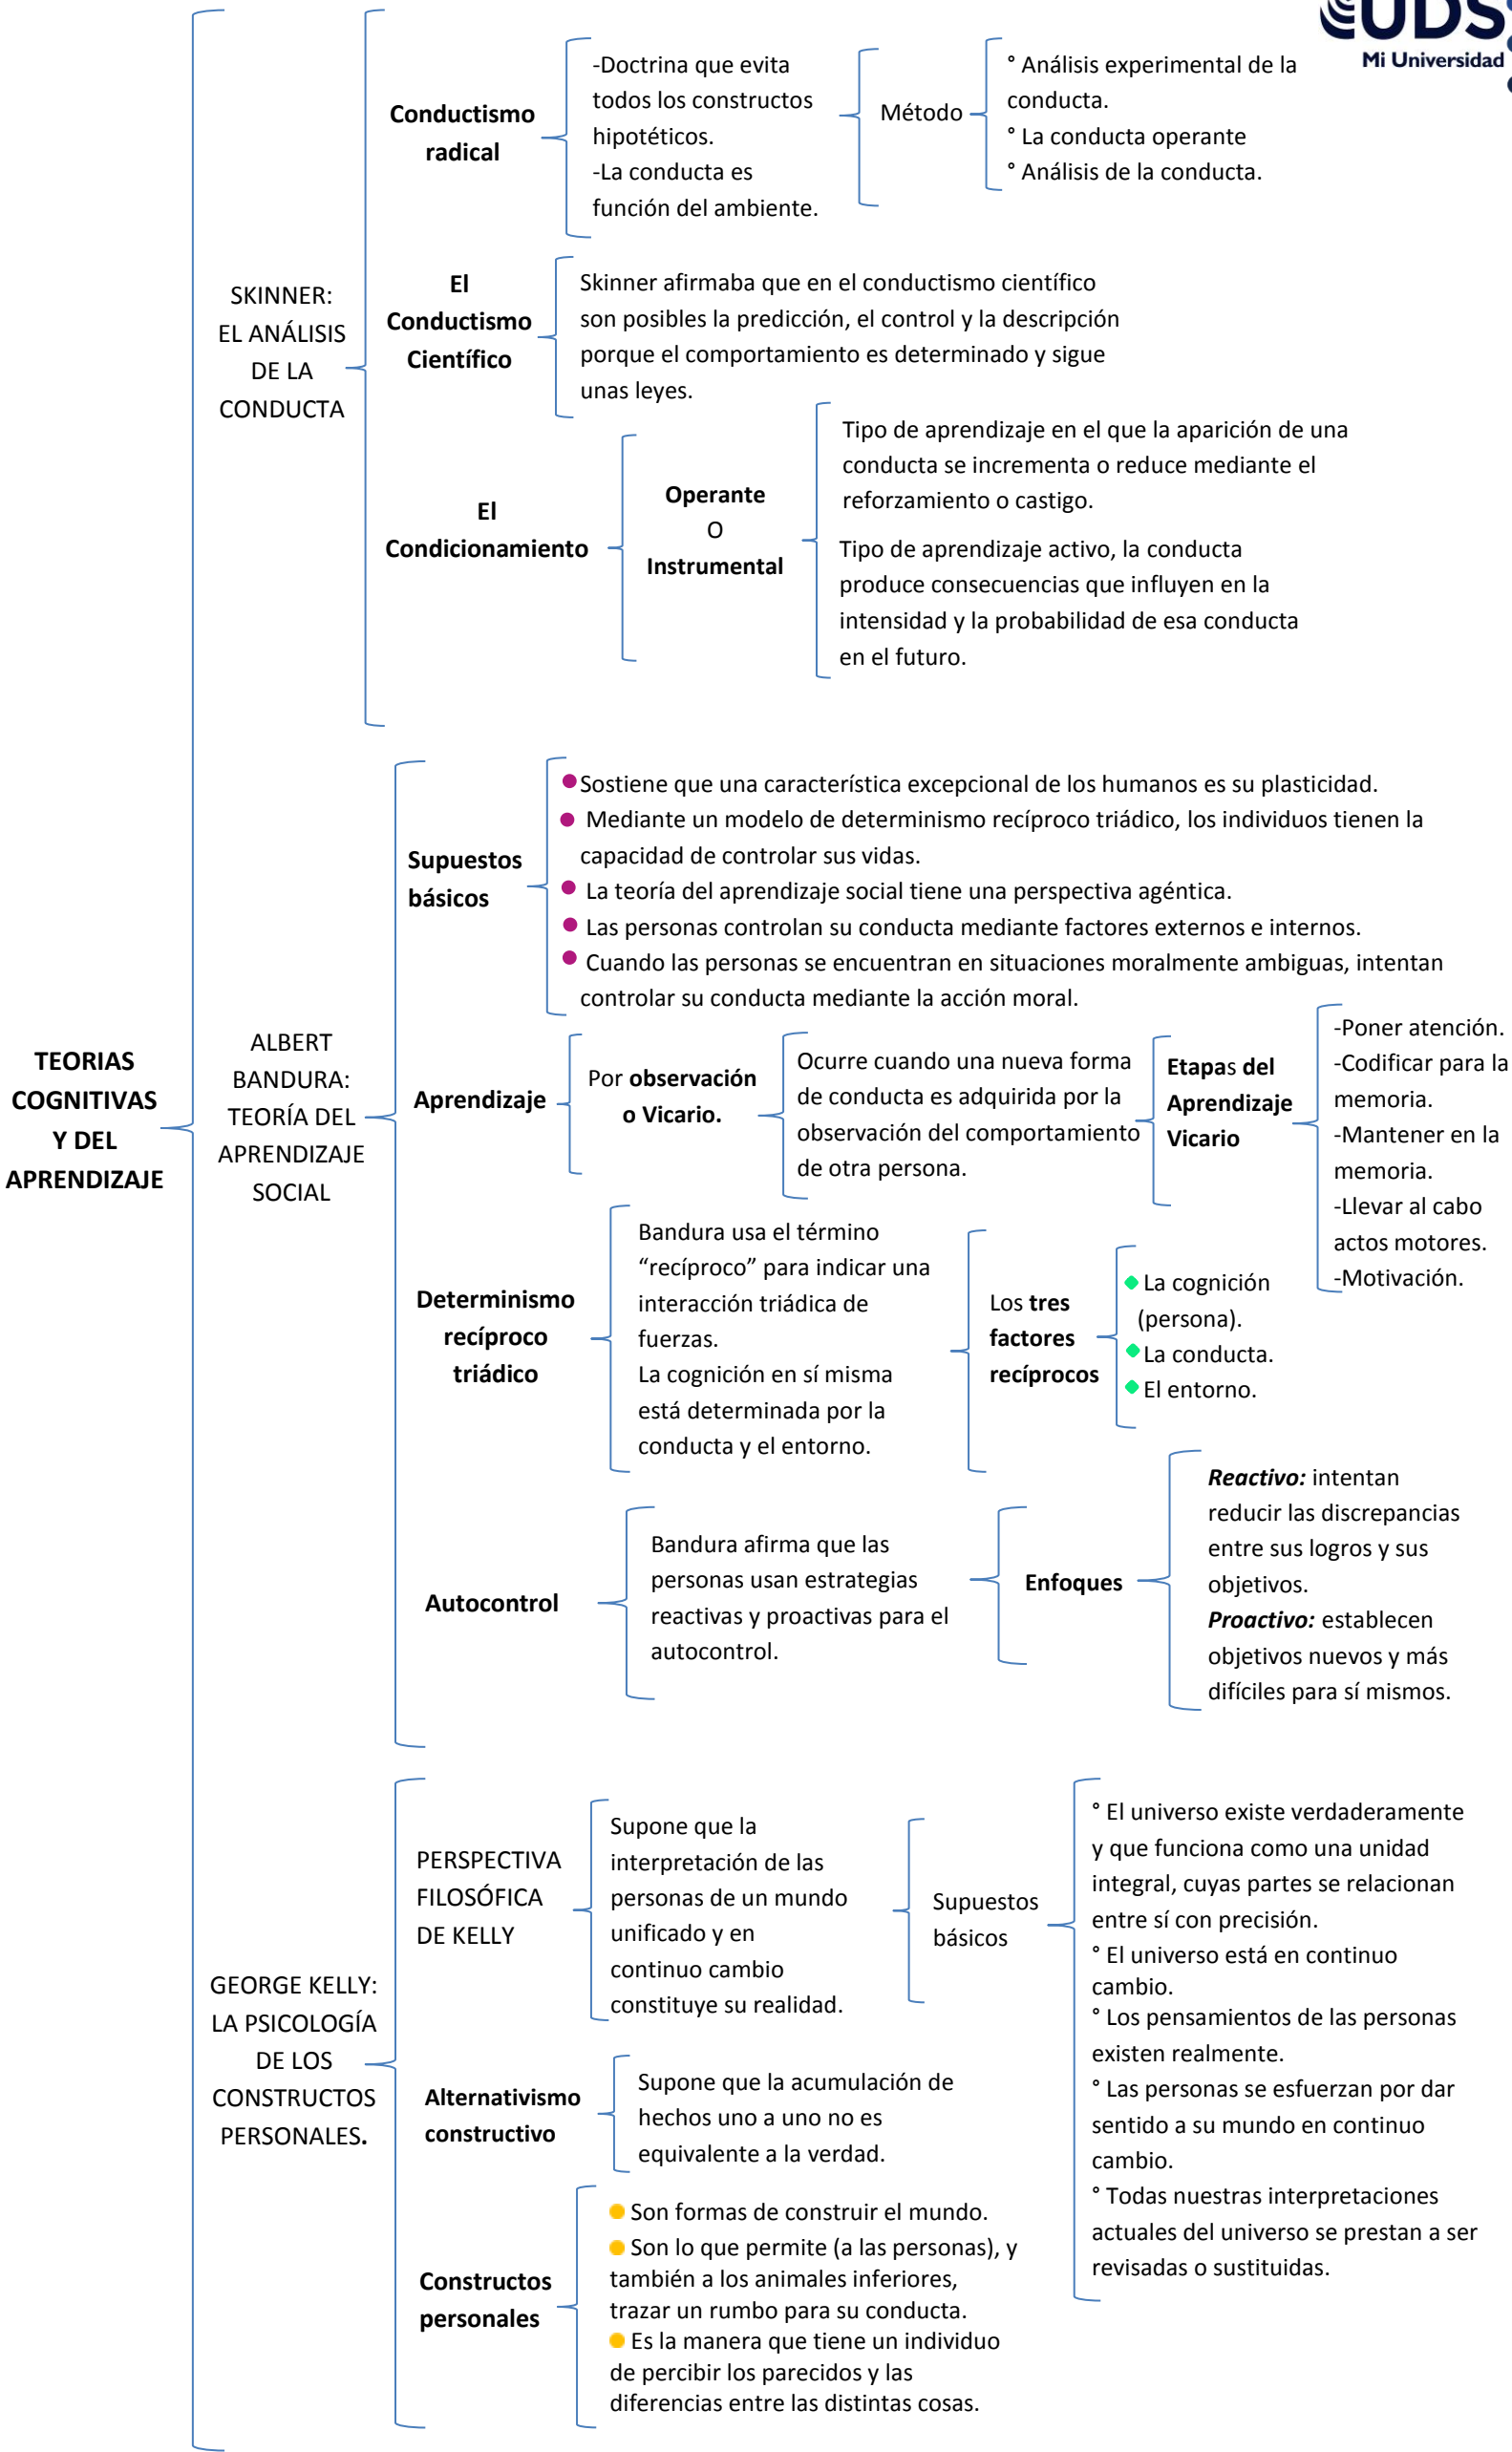 UDS
Mi Universidad
TEORIAS
COGNITIVAS
Y DEL
APRENDIZAJE
SKINNER:
EL ANÁLISIS
DE LA
CONDUCTA
Conductismo
radical
-Doctrina que evita
todos los constructos
hipotéticos.
-La conducta es
función del ambiente.
Método
° Análisis experimental de la
conducta.
° La conducta operante
° Análisis de la conducta.
El
Conductismo
Científico
Skinner afirmaba que en el conductismo científico
son posibles la predicción, el control y la descripción
porque el comportamiento es determinado y sigue
unas leyes.
El
Condicionamiento
Operante
O
Instrumental
Tipo de aprendizaje en el que la aparición de una
conducta se incrementa o reduce mediante el
reforzamiento o castigo.
Tipo de aprendizaje activo, la conducta
produce consecuencias que influyen en la
intensidad y la probabilidad de esa conducta
en el futuro.
ALBERT
BANDURA:
TEORÍA DEL
APRENDIZAJE
SOCIAL
Supuestos
básicos
Sostiene que una característica excepcional de los humanos es su plasticidad.
Mediante un modelo de determinismo recíproco triádico, los individuos tienen la
capacidad de controlar sus vidas.
La teoría del aprendizaje social tiene una perspectiva agéntica.
Las personas controlan su conducta mediante factores externos e internos.
Cuando las personas se encuentran en situaciones moralmente ambiguas, intentan
controlar su conducta mediante la acción moral.
Aprendizaje
Por observación
o Vicario.
Ocurre cuando una nueva forma
de conducta es adquirida por la
observación del comportamiento
de otra persona.
Etapas del
Aprendizaje
Vicario
-Poner atención.
-Codificar para la
memoria.
-Mantener en la
memoria.
-Llevar al cabo
actos motores.
-Motivación.
Determinismo
recíproco
triádico
Bandura usa el término
“recíproco” para indicar una
interacción triádica de
fuerzas.
La cognición en sí misma
está determinada por la
conducta y el entorno.
Los tres
factores
recíprocos
La cognición
(persona).
La conducta.
El entorno.
Autocontrol
Bandura afirma que las
personas usan estrategias
reactivas y proactivas para el
autocontrol.
Enfoques
Reactivo: intentan
reducir las discrepancias
entre sus logros y sus
objetivos.
Proactivo: establecen
objetivos nuevos y más
difíciles para sí mismos.
GEORGE KELLY:
LA PSICOLOGÍA
DE LOS
CONSTRUCTOS
PERSONALES.
PERSPECTIVA
FILOSÓFICA
DE KELLY
Supone que la
interpretación de las
personas de un mundo
unificado y en
continuo cambio
constituye su realidad.
Supuestos
básicos
° El universo existe verdaderamente
y que funciona como una unidad
integral, cuyas partes se relacionan
entre sí con precisión.
° El universo está en continuo
cambio.
° Los pensamientos de las personas
existen realmente.
° Las personas se esfuerzan por dar
sentido a su mundo en continuo
cambio.
° Todas nuestras interpretaciones
actuales del universo se prestan a ser
revisadas o sustituidas.
Alternativismo
constructivo
Supone que la acumulación de
hechos uno a uno no es
equivalente a la verdad.
Constructos
personales
Son formas de construir el mundo.
Son lo que permite (a las personas), y
también a los animales inferiores,
trazar un rumbo para su conducta.
Es la manera que tiene un individuo
de percibir los parecidos y las
diferencias entre las distintas cosas.